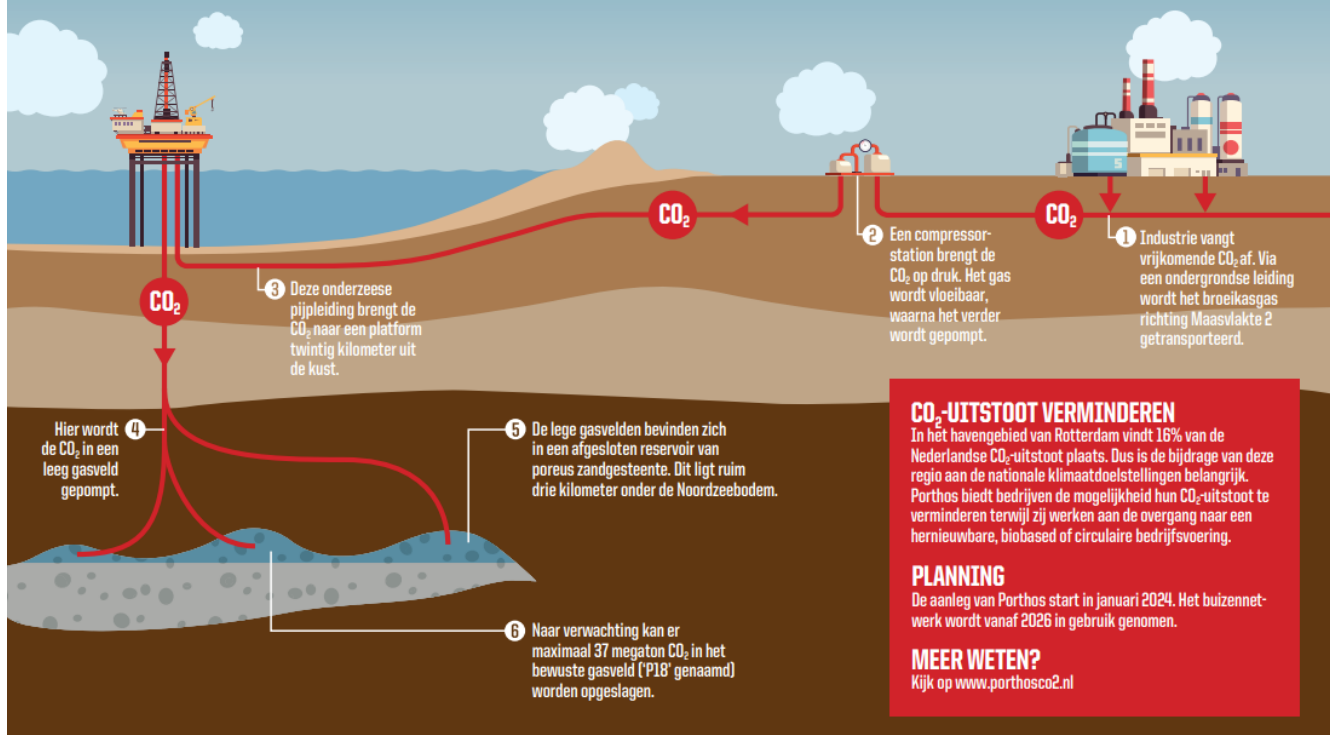 CO₂
CO₂
CO₂
S
1 Industrie vangt
vrijkomende CO₂ af. Via
een ondergrondse leiding
wordt het broeikasgas
richting Maasvlakte 2
getransporteerd.
2 Een compressor-
station brengt de
CO₂ op druk. Het gas
wordt vloeibaar,
waarna het verder
wordt gepompt.
3 Deze onderzeese
pijpleiding brengt de
CO₂ naar een platform
twintig kilometer uit
de kust.
Hier wordt 4
de CO₂ in een
leeg gasveld
gepompt.
5 De lege gasvelden bevinden zich
in een afgesloten reservoir van
poreus zandgesteente. Dit ligt ruim
drie kilometer onder de Noordzeebodem.
6 Naar verwachting kan er
maximaal 37 megaton CO₂ in het
bewuste gasveld ('P18' genaamd)
worden opgeslagen.
CO₂-UITSTOOT VERMINDEREN
In het havengebied van Rotterdam vindt 16% van de
Nederlandse CO₂-uitstoot plaats. Dus is de bijdrage van deze
regio aan de nationale klimaatdoelstellingen belangrijk.
Porthos biedt bedrijven de mogelijkheid hun CO₂-uitstoot te
verminderen terwijl zij werken aan de overgang naar een
hernieuwbare, biobased of circulaire bedrijfsvoering.
PLANNING
De aanleg van Porthos start in januari 2024. Het buizennet-
werk wordt vanaf 2026 in gebruik genomen.
MEER WETEN?
Kijk op www.porthosco2.nl